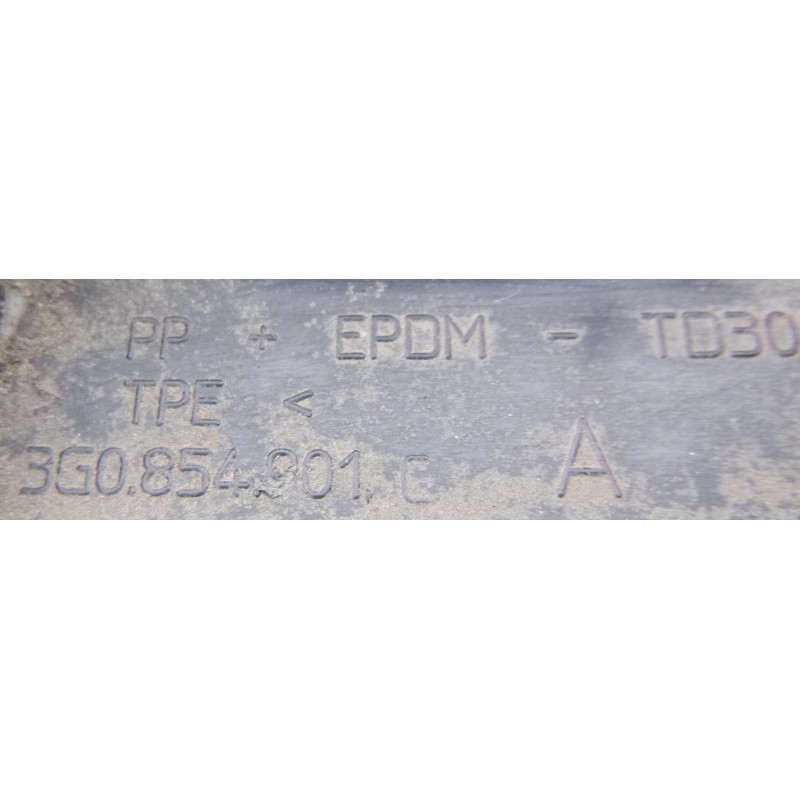 PP + EPDM - TD30
TPE <
3G0.854.901. C A